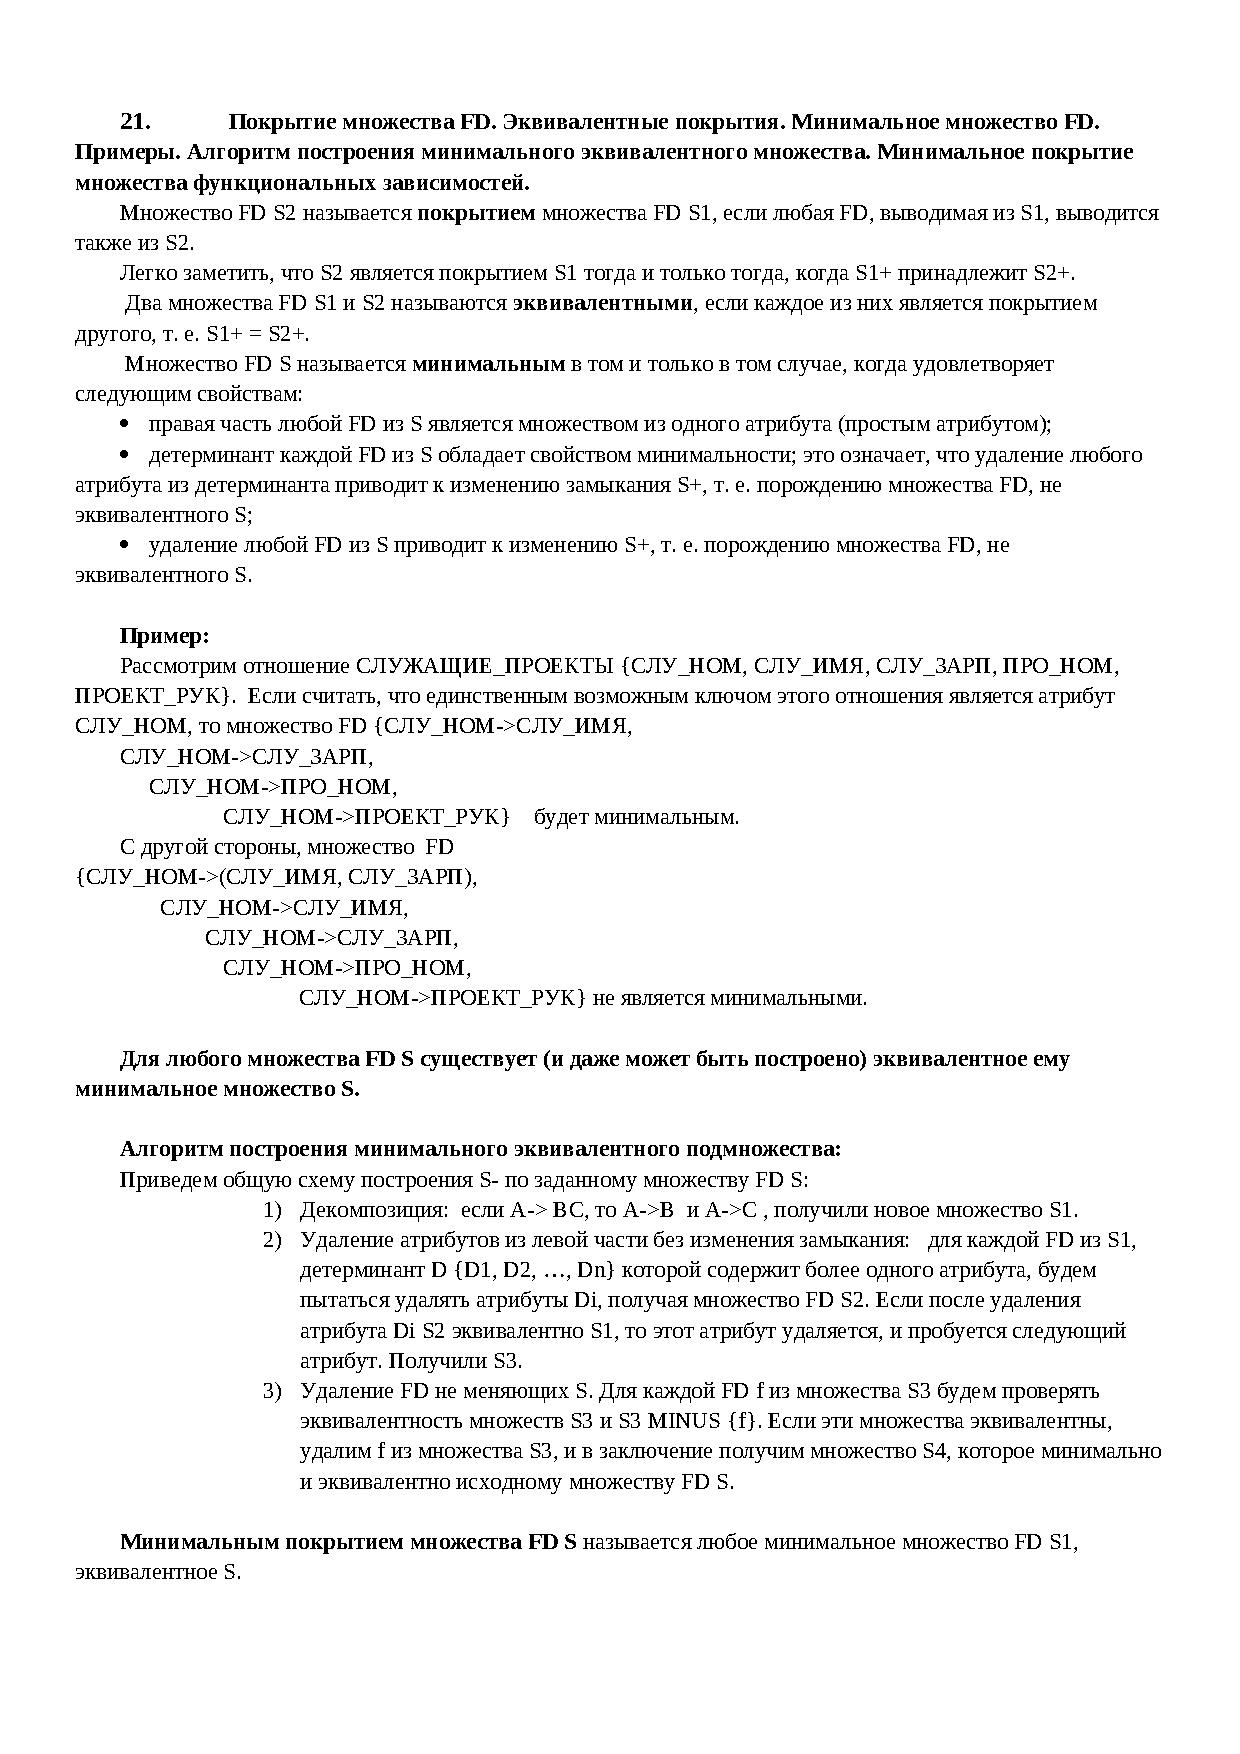 21. Покрытие множества FD. Эквивалентные покрытия. Минимальное множество FD.
Примеры. Алгоритм построения минимального эквивалентного множества. Минимальное покрытие
множества функциональных зависимостей.
Множество FD S2 называется покрытием множества FD S1, если любая FD, выводимая из S1, выводится
также из S2.
Легко заметить, что S2 является покрытием S1 тогда и только тогда, когда S1+ принадлежит S2+.
Два множества FD S1 и S2 называются эквивалентными, если каждое из них является покрытием
другого, т. е. S1+ = S2+.
Множество FD S называется минимальным в том и только в том случае, когда удовлетворяет
следующим свойствам:
• правая часть любой FD из S является множеством из одного атрибута (простым атрибутом);
• детерминант каждой FD из S обладает свойством минимальности; это означает, что удаление любого
атрибута из детерминанта приводит к изменению замыкания S+, т. е. порождению множества FD, не
эквивалентного S;
• удаление любой FD из S приводит к изменению S+, т. е. порождению множества FD, не
эквивалентного S.
Пример:
Рассмотрим отношение СЛУЖАЩИЕ_ПРОЕКТЫ {СЛУ_НОМ, СЛУ_ИМЯ, СЛУ_ЗАРП, ПРО_НОМ,
ПРОЕКТ_РУК}. Если считать, что единственным возможным ключом этого отношения является атрибут
СЛУ_НОМ, то множество FD {СЛУ_НОМ->СЛУ_ИМЯ,
СЛУ_НОМ->СЛУ_ЗАРП,
СЛУ_НОМ->ПРО_НОМ,
СЛУ_НОМ->ПРОЕКТ_РУК} будет минимальным.
С другой стороны, множество FD
{СЛУ_НОМ->(СЛУ_ИМЯ, СЛУ_ЗАРП),
СЛУ_НОМ->СЛУ_ИМЯ,
СЛУ_НОМ->СЛУ_ЗАРП,
СЛУ_НОМ->ПРО_НОМ,
СЛУ_НОМ->ПРОЕКТ_РУК} не является минимальными.
Для любого множества FD S существует (и даже может быть построено) эквивалентное ему
минимальное множество S.
Алгоритм построения минимального эквивалентного подмножества:
Приведем общую схему построения S- по заданному множеству FD S:
1) Декомпозиция: если A-> BC, то A->B и A->C , получили новое множество S1.
2) Удаление атрибутов из левой части без изменения замыкания: для каждой FD из S1,
детерминант D {D1, D2, …, Dn} которой содержит более одного атрибута, будем
пытаться удалять атрибуты Di, получая множество FD S2. Если после удаления
атрибута Di S2 эквивалентно S1, то этот атрибут удаляется, и пробуется следующий
атрибут. Получили S3.
3) Удаление FD не меняющих S. Для каждой FD f из множества S3 будем проверять
эквивалентность множеств S3 и S3 MINUS {f}. Если эти множества эквивалентны,
удалим f из множества S3, и в заключение получим множество S4, которое минимально
и эквивалентно исходному множеству FD S.
Минимальным покрытием множества FD S называется любое минимальное множество FD S1,
эквивалентное S.